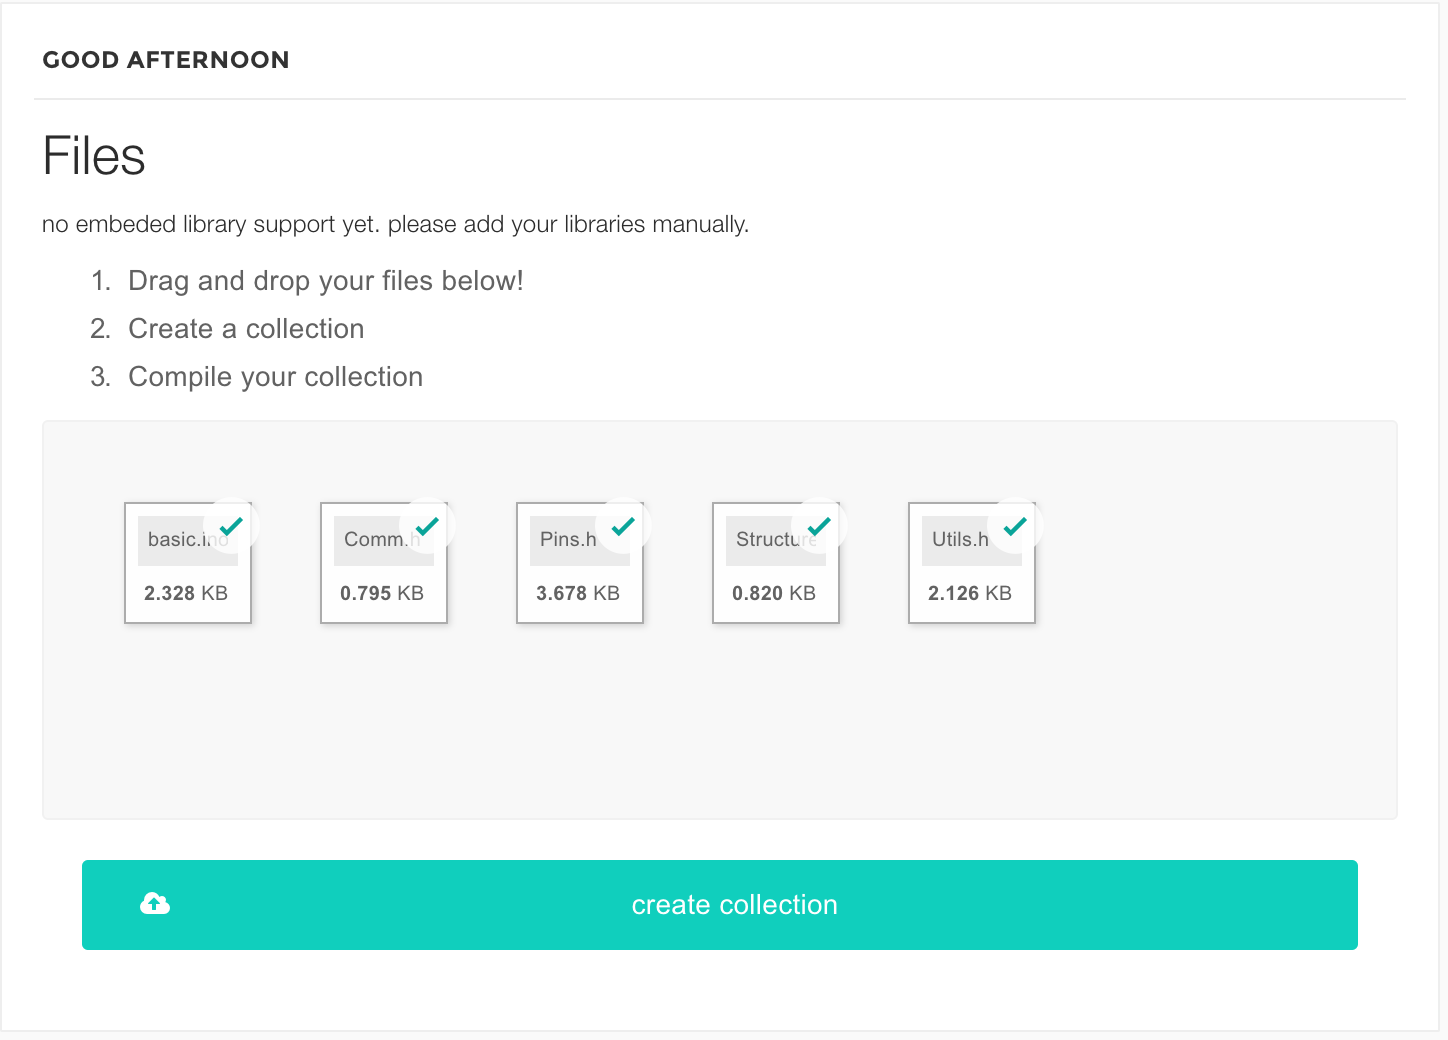 GOOD AFTERNOON
Files
no embeded library support yet. please add your libraries manually.
1. Drag and drop your files below!
2. Create a collection
3. Compile your collection
basic.ino Comm.h Pins.h Structure Utils.h
2.328 KB 0.795 KB 3.678 KB 0.820 KB 2.126 KB
create collection